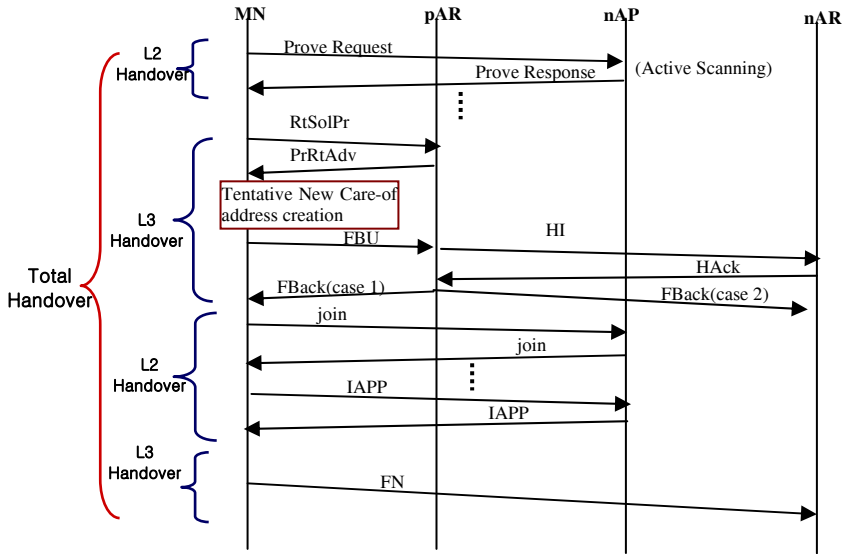 MN pAR nAP nAR
L2
Handover
Prove Request
Prove Response
(Active Scanning)
RtSolPr
PrRtAdv
Tentative New Care-of
address creation
L3
Handover
FBU
HI
HAck
Total
Handover
FBack(case 1)
FBack(case 2)
join
join
L2
Handover
IAPP
IAPP
L3
Handover
FN